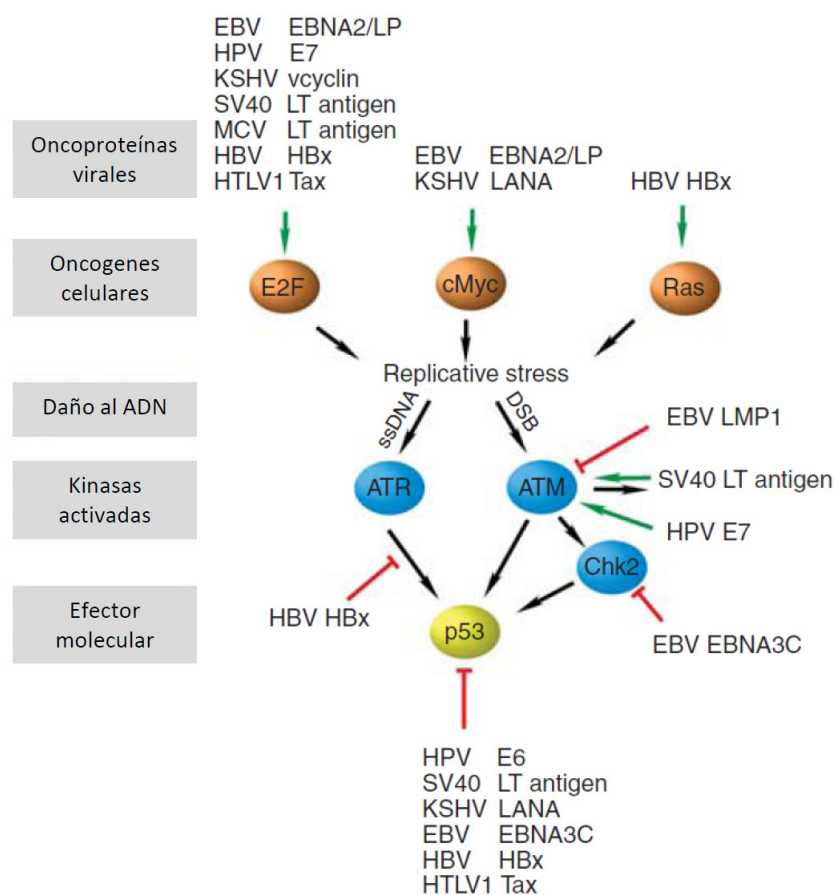 EBV EBNA2/LP
HPV E7
KSHV vcyclin
SV40 LT antigen
MCV LT antigen
HBV HBx
HTLV1 Tax
Oncoproteínas
virales
EBV EBNA2/LP
KSHV LANA
HBV HBx
Oncogenes
celulares
E2F
cMyc
Ras
Replicative stress
Daño al ADN
ssDNA
DSB
EBV LMP1
Kinasas
activadas
ATR
ATM
SV40 LT antigen
HPV E7
Chk2
Efector
molecular
HBV HBx
p53
EBV EBNA3C
HPV E6
SV40 LT antigen
KSHV LANA
EBV EBNA3C
HBV HBx
HTLV1 Tax